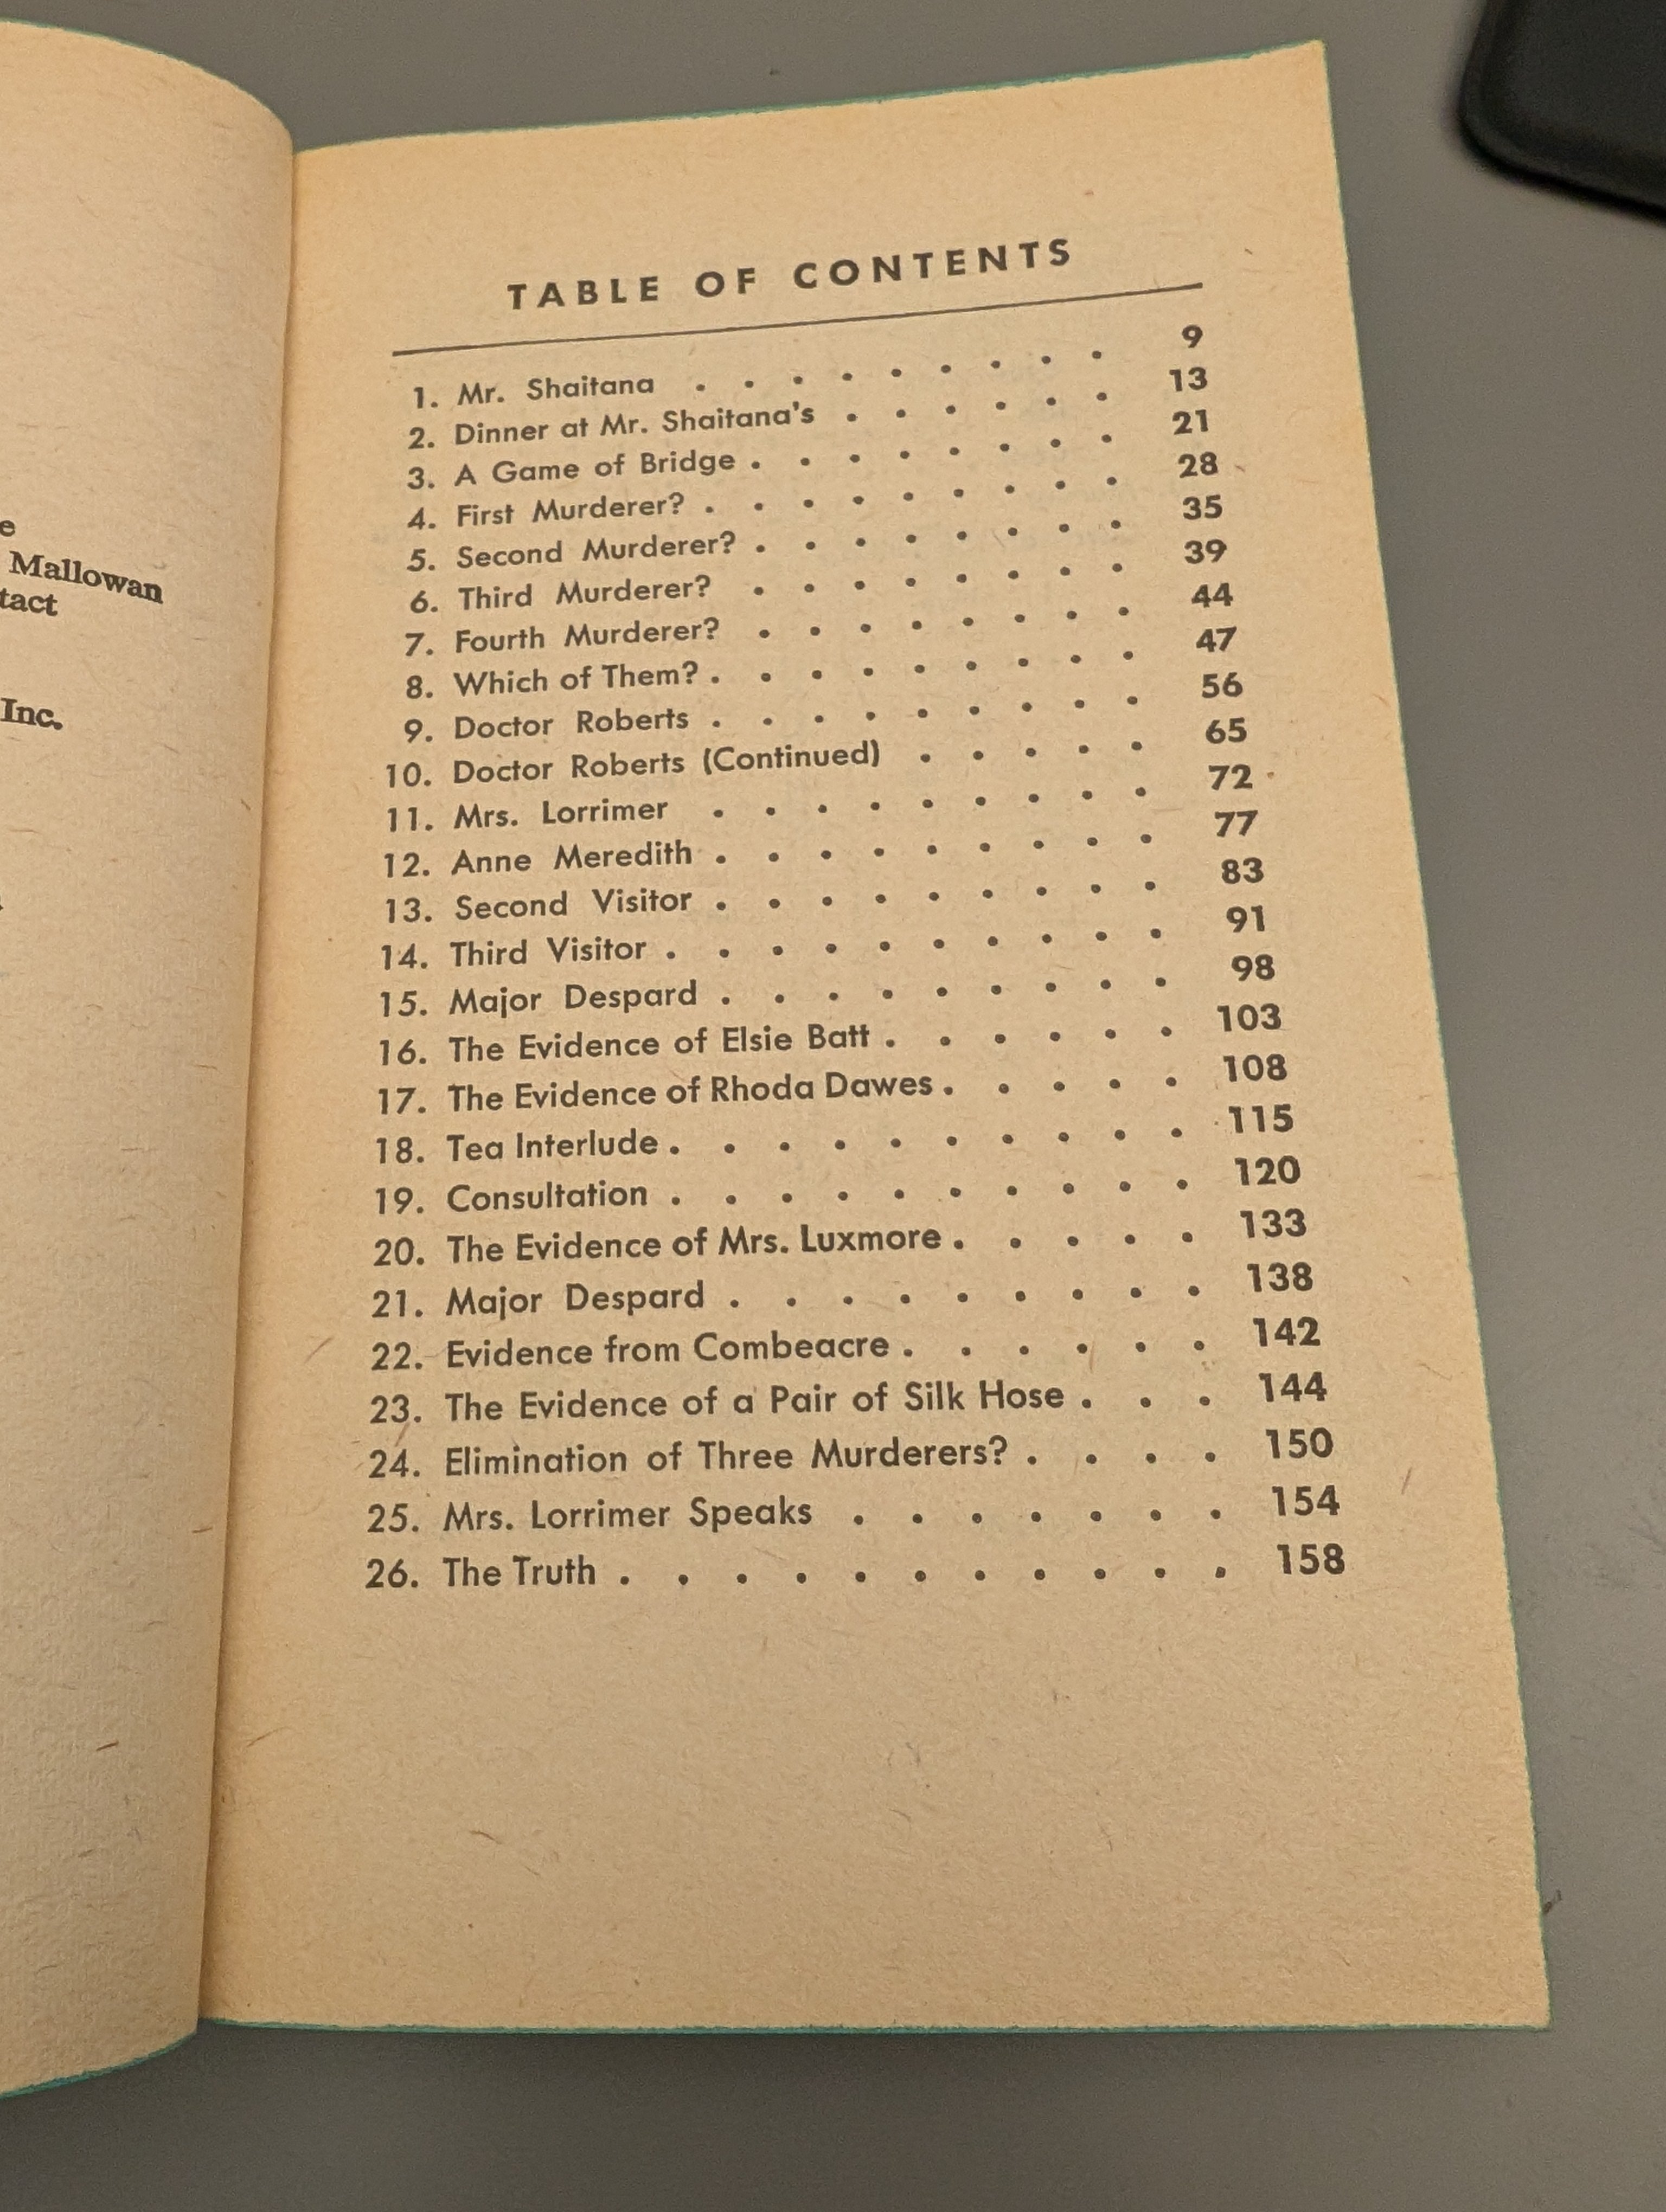 e
Mallowan
tact
Inc.
TABLE OF CONTENTS
1. Mr. Shaitana . . . . . . . . . 9
2. Dinner at Mr. Shaitana's . . . . . . 13
3. A Game of Bridge . . . . . . . . 21
4. First Murderer? . . . . . . . . . 28
5. Second Murderer? . . . . . . . . 35
6. Third Murderer? . . . . . . . . 39
7. Fourth Murderer? . . . . . . . . 44
8. Which of Them? . . . . . . . . . 47
9. Doctor Roberts . . . . . . . . . 56
10. Doctor Roberts (Continued) . . . . . 65
11. Mrs. Lorrimer . . . . . . . . . 72
12. Anne Meredith . . . . . . . . . 77
13. Second Visitor . . . . . . . . . 83
14. Third Visitor . . . . . . . . . . 91
15. Major Despard . . . . . . . . . 98
16. The Evidence of Elsie Batt . . . . . . 103
17. The Evidence of Rhoda Dawes . . . . . 108
18. Tea Interlude . . . . . . . . . . 115
19. Consultation . . . . . . . . . . 120
20. The Evidence of Mrs. Luxmore . . . . . 133
21. Major Despard . . . . . . . . . 138
22. Evidence from Combeacre . . . . . . 142
23. The Evidence of a Pair of Silk Hose . . . 144
24. Elimination of Three Murderers? . . . . 150
25. Mrs. Lorrimer Speaks . . . . . . . 154
26. The Truth . . . . . . . . . . . 158